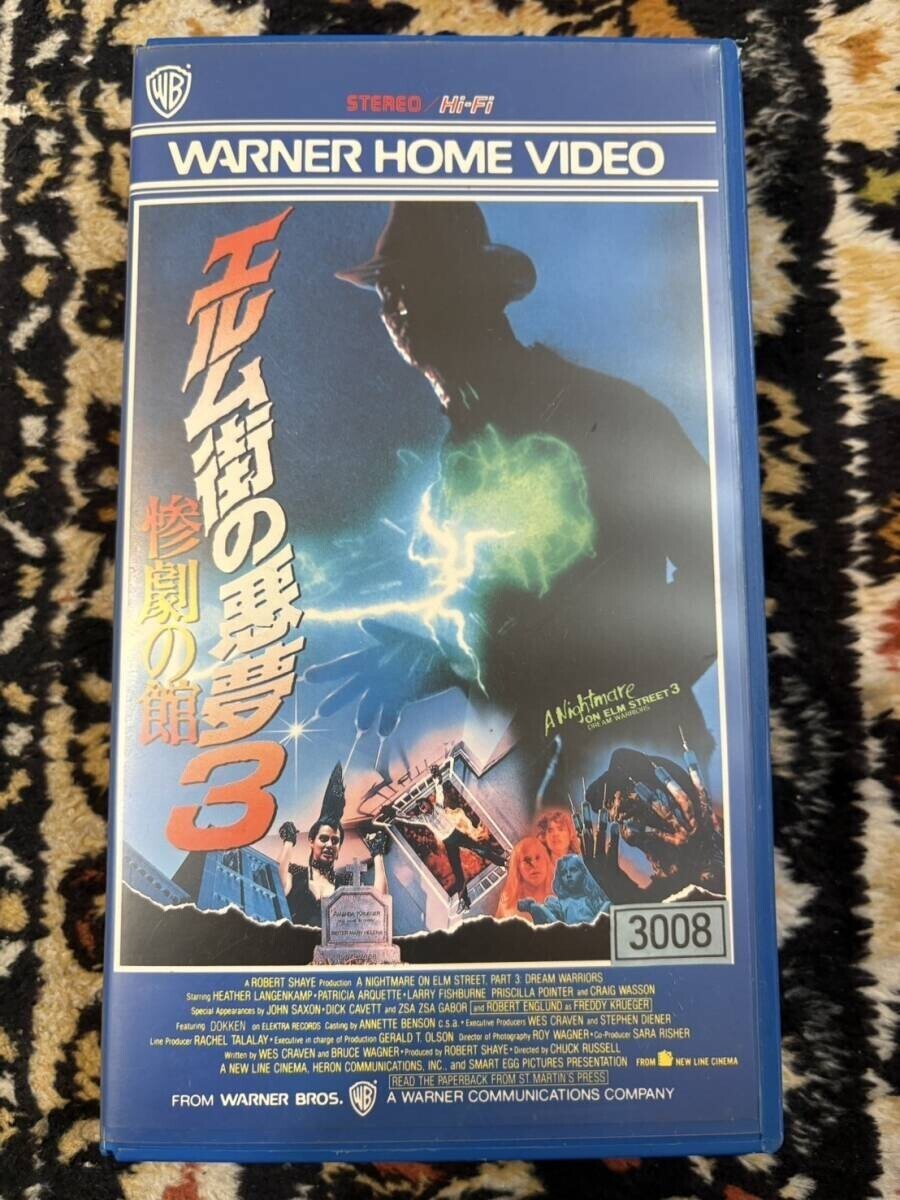 WB
STEREO/Hi-Fi
WARNER HOME VIDEO
エルム街の悪夢3
惨劇の館
A Nightmare
ON ELM STREET 3
DREAM WARRIORS
AMANDA KRUEGER
SISTER MARY HELENA
3008
A ROBERT SHAYE Production A NIGHTMARE ON ELM STREET, PART 3: DREAM WARRIORS
Starring HEATHER LANGENKAMP • PATRICIA ARQUETTE • LARRY FISHBURNE PRISCILLA POINTER and CRAIG WASSON
Special Appearances by JOHN SAXON • DICK CAVETT and ZSA ZSA GABOR and ROBERT ENGLUND as FREDDY KRUEGER
Featuring DOKKEN on ELEKTRA RECORDS Casting by ANNETTE BENSON c.s.a. • Executive Producers WES CRAVEN and STEPHEN DIENER
Line Producer RACHEL TALALAY • Executive in charge of Production GERALD T. OLSON Director of Photography ROY WAGNER • Co-Producer SARA RISHER
Written by WES CRAVEN and BRUCE WAGNER • Produced by ROBERT SHAYE • Directed by CHUCK RUSSELL
A NEW LINE CINEMA, HERON COMMUNICATIONS, INC., and SMART EGG PICTURES PRESENTATION FROM NEW LINE CINEMA
READ THE PAPERBACK FROM ST MARTIN'S PRESS
FROM WARNER BROS. WB A WARNER COMMUNICATIONS COMPANY